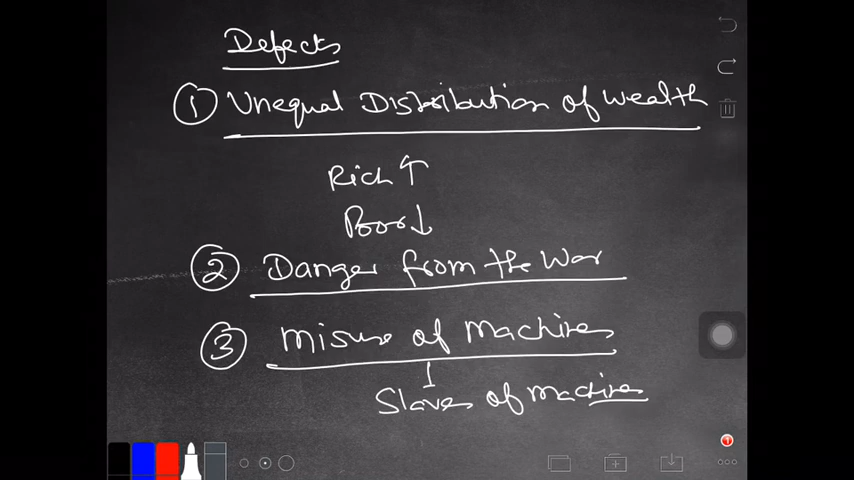 Defects
① Unequal Distribution of Wealth
Rich ↑
Poor ↓
② Danger from the War
③ Misuse of Machines
Slaves of machines